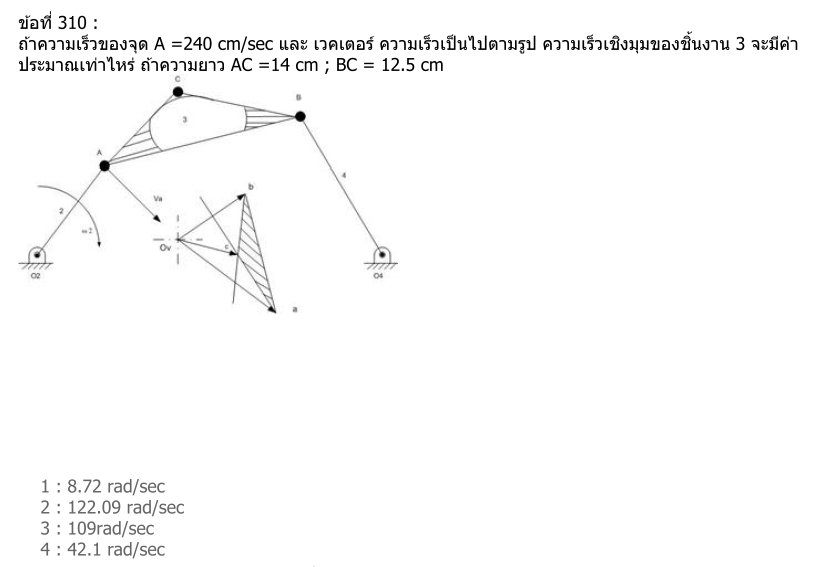 ข้อที่ 310 :
ถ้าความเร็วของจุด A =240 cm/sec และ เวคเตอร์ ความเร็วเป็นไปตามรูป ความเร็วเชิงมุมของชิ้นงาน 3 จะมีค่า
ประมาณเท่าไหร่ ถ้าความยาว AC =14 cm ; BC = 12.5 cm
C
B
3
A
4
b
Va
2
Ov
c
O2
O4
a
1 : 8.72 rad/sec
2 : 122.09 rad/sec
3 : 109rad/sec
4 : 42.1 rad/sec